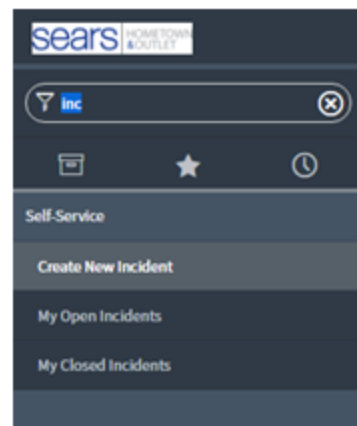 sears HOMETOWN
& OUTLET
inc
Self-Service
Create New Incident
My Open Incidents
My Closed Incidents